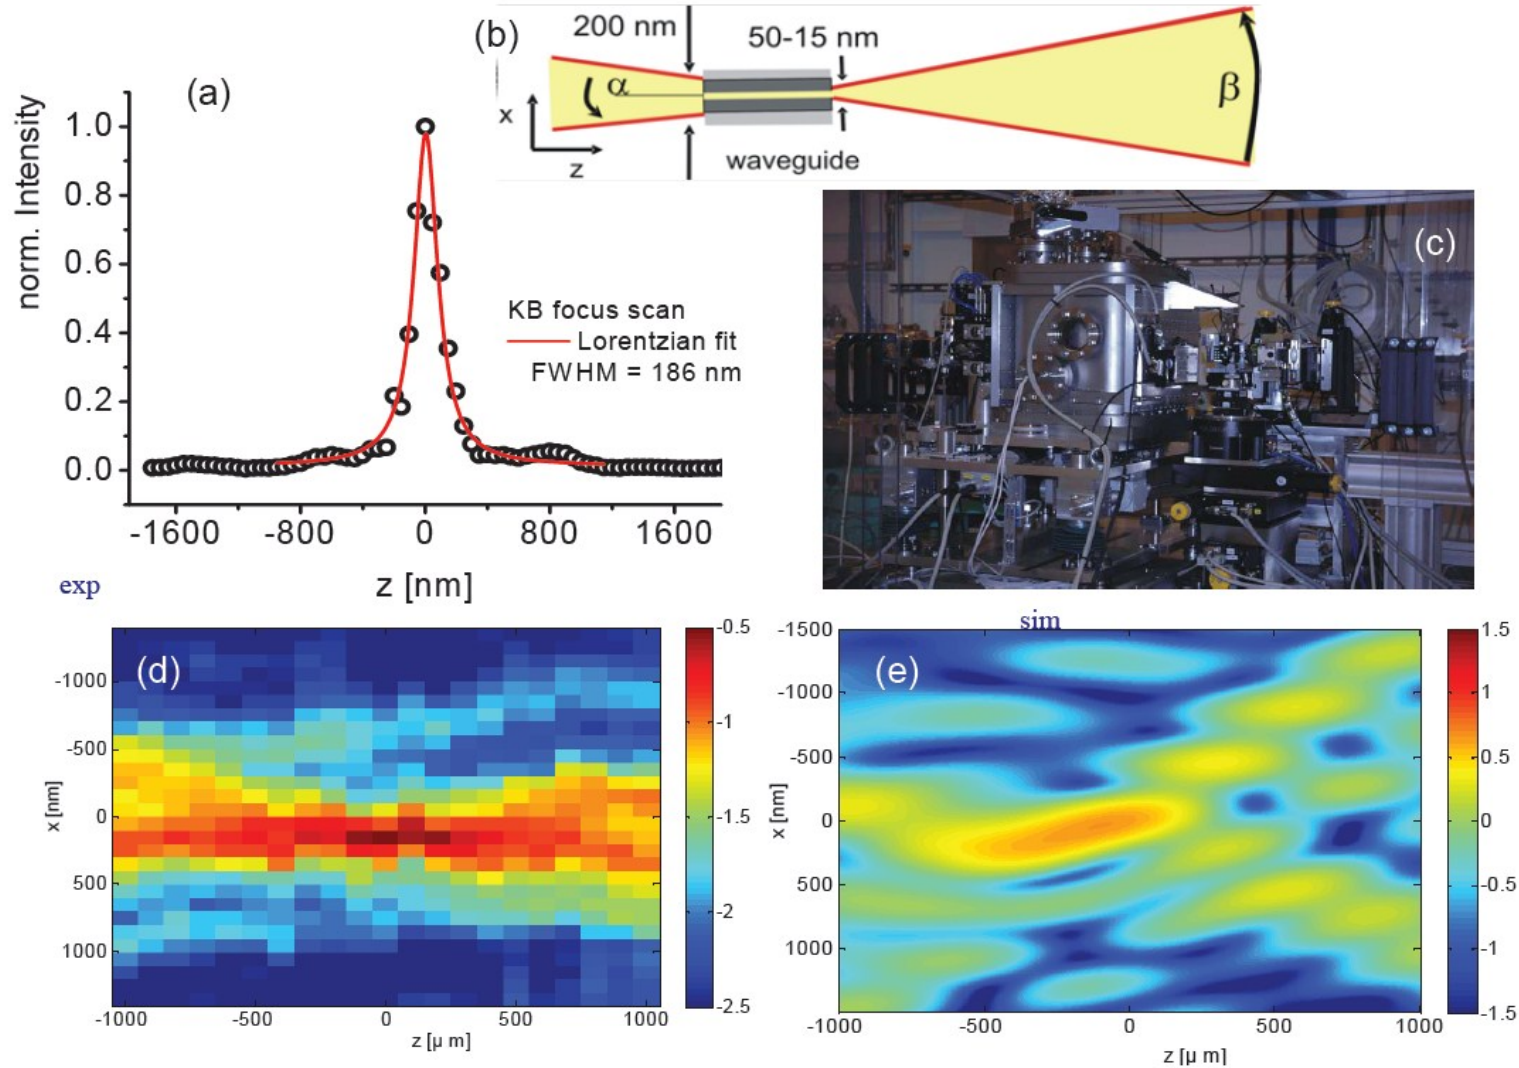 (a)
norm. Intensity
1.0
0.8
0.6
0.4
0.2
0.0
KB focus scan
Lorentzian fit
FWHM = 186 nm
-1600 -800 0 800 1600
z [nm]
(b)
200 nm
50-15 nm
α
β
x
z
waveguide
(c)
exp
(d)
-1000
-500
0
500
1000
x [nm]
-1000 -500 0 500 1000
z [µ m]
-0.5
-1
-1.5
-2
-2.5
sim
(e)
-1500
-1000
-500
0
500
1000
x [nm]
-1000 -500 0 500 1000
z [µ m]
1.5
1
0.5
0
-0.5
-1
-1.5